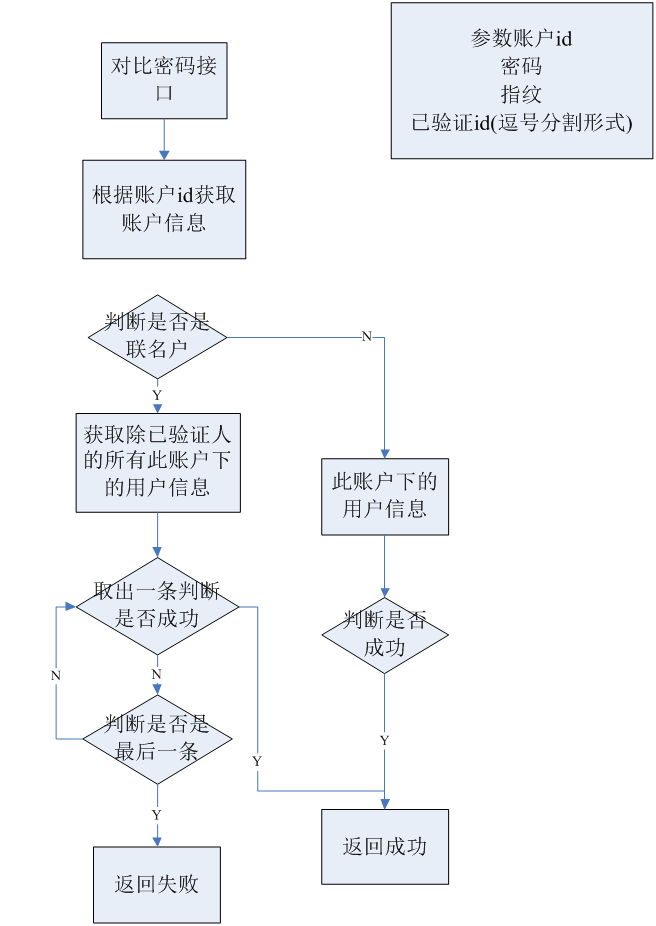 参数账户id
密码
指纹
已验证id(逗号分割形式)
对比密码接
口
根据账户id获取
账户信息
判断是否是
联名户
N
Y
获取除已验证人
的所有此账户下
的用户信息
此账户下的
用户信息
取出一条判断
是否成功
判断是否
成功
N
N
判断是否是
最后一条
Y
Y
Y
返回成功
返回失败